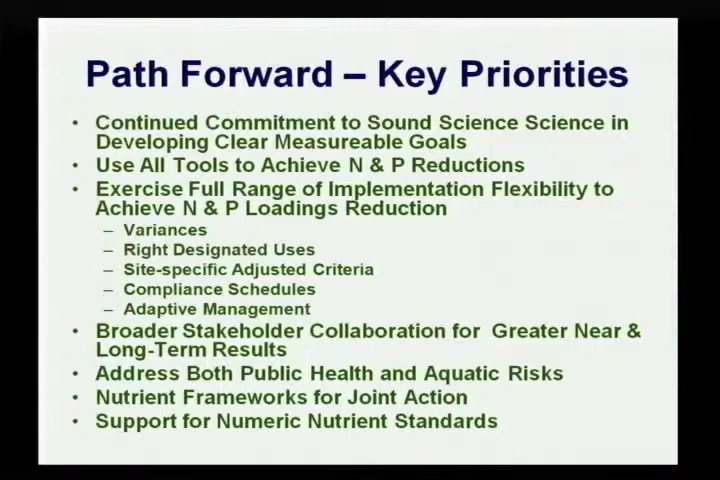 Path Forward – Key Priorities
• Continued Commitment to Sound Science Science in
Developing Clear Measureable Goals
• Use All Tools to Achieve N & P Reductions
• Exercise Full Range of Implementation Flexibility to
Achieve N & P Loadings Reduction
– Variances
– Right Designated Uses
– Site-specific Adjusted Criteria
– Compliance Schedules
– Adaptive Management
• Broader Stakeholder Collaboration for Greater Near &
Long-Term Results
• Address Both Public Health and Aquatic Risks
• Nutrient Frameworks for Joint Action
• Support for Numeric Nutrient Standards